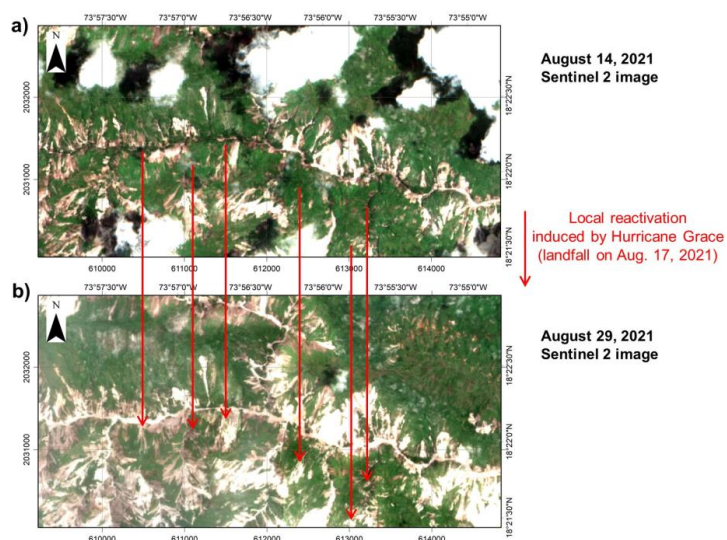 a)
73°57'30"W 73°57'0"W 73°56'30"W 73°56'0"W 73°55'30"W 73°55'0"W
N
2032000
2031000
18°22'30"N
18°22'0"N
18°21'30"N
610000 611000 612000 613000 614000
August 14, 2021
Sentinel 2 image
Local reactivation
induced by Hurricane Grace
(landfall on Aug. 17, 2021)
b)
73°57'30"W 73°57'0"W 73°56'30"W 73°56'0"W 73°55'30"W 73°55'0"W
N
2032000
2031000
18°22'30"N
18°22'0"N
18°21'30"N
610000 611000 612000 613000 614000
August 29, 2021
Sentinel 2 image